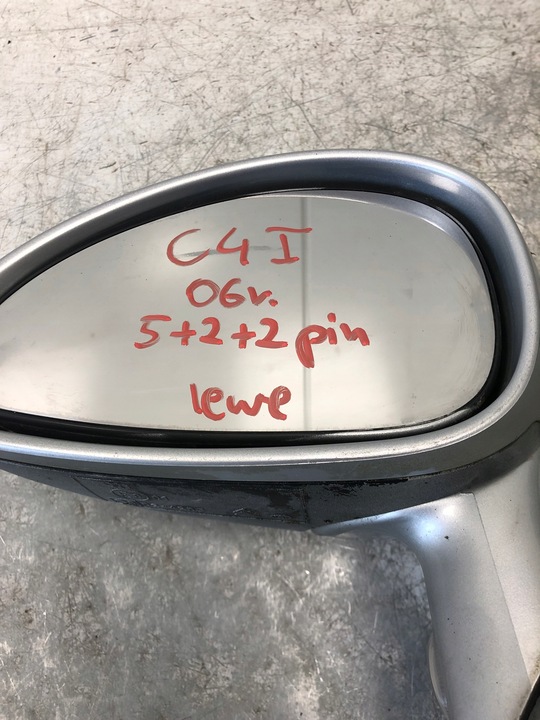 C4 I
06r.
5+2+2 pin
lewe